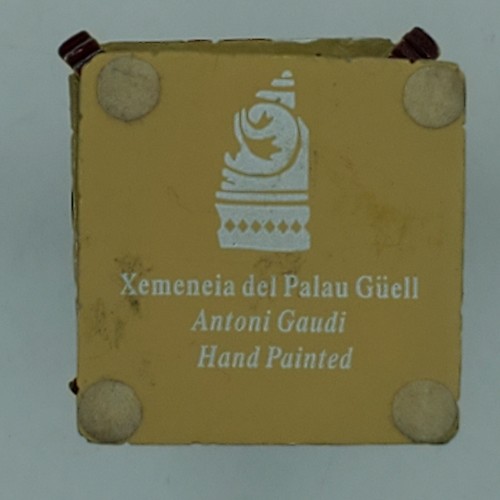 Xemeneia del Palau Güell
Antoni Gaudi
Hand Painted